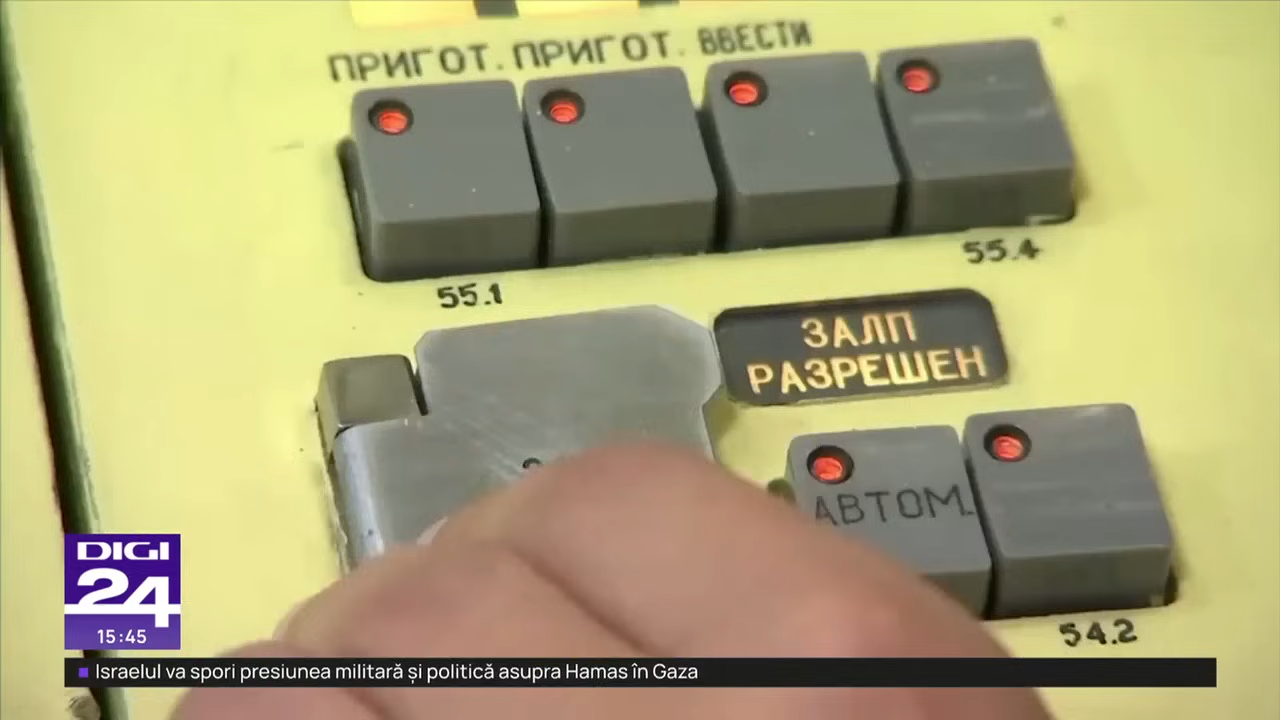 ПРИГОТ. ПРИГОТ. ВВЕСТИ
55.1
55.4
ЗАЛП
РАЗРЕШЕН
АВТОМ.
54.2
DIGI
24
15:45
Israelul va spori presiunea militară și politică asupra Hamas în Gaza